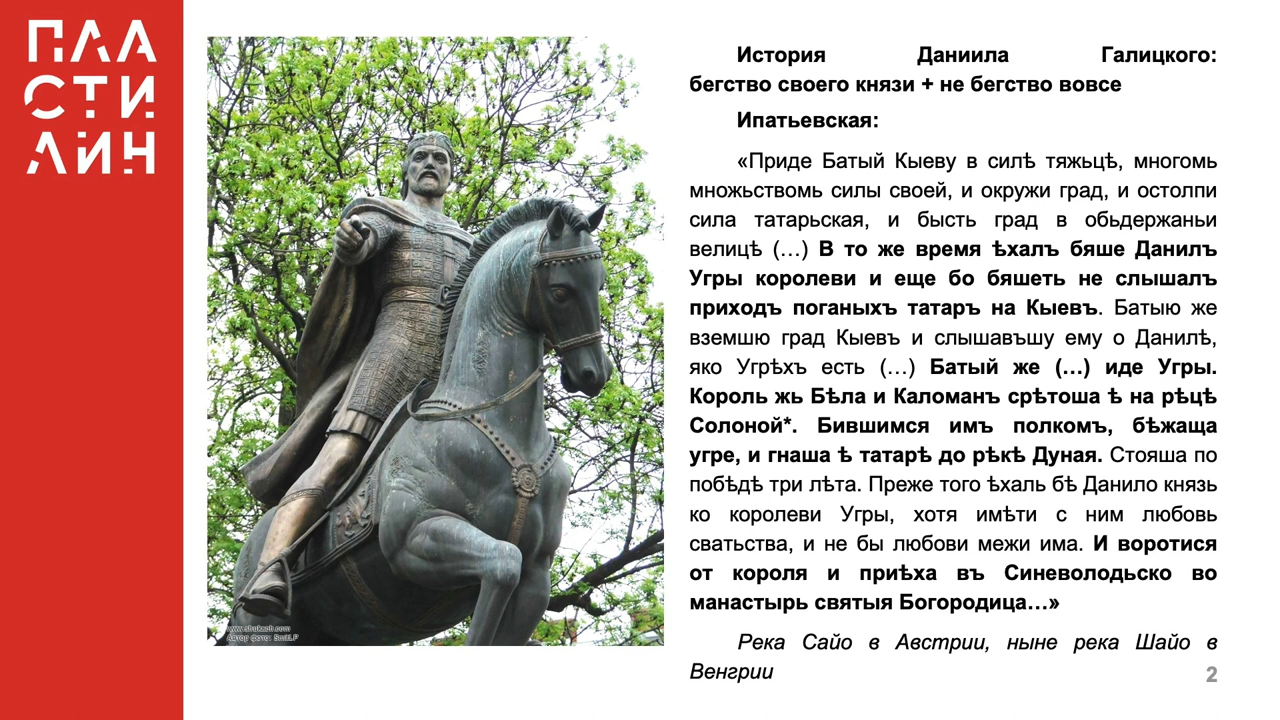 ПЛА
СТИ
ЛИН
История Даниила Галицкого:
бегство своего князи + не бегство вовсе
Ипатьевская:
«Приде Батый Кыеву в силѣ тяжьцѣ, многомь
множьствомь силы своей, и окружи град, и остолпи
сила татарьская, и бысть град в обьдержаньи
велицѣ (…) В то же время ѣхалъ бяше Данилъ
Угры королеви и еще бо бяшеть не слышалъ
приходъ поганыхъ татаръ на Кыевъ. Батыю же
вземшю град Кыевъ и слышавъшу ему о Данилѣ,
яко Угрѣхъ есть (…) Батый же (…) иде Угры.
Король жь Бѣла и Каломанъ срѣтоша ѣ на рѣцѣ
Солоной*. Бившимся имъ полкомъ, бѣжаща
угре, и гнаша ѣ татарѣ до рѣкѣ Дуная. Стояша по
побѣдѣ три лѣта. Преже того ѣхаль бѣ Данило князь
ко королеви Угры, хотя имѣти с ним любовь
сватьства, и не бы любови межи има. И воротися
от короля и приѣха въ Синеволодьско во
манастырь святыя Богородица…»
Река Сайо в Австрии, ныне река Шайо в
Венгрии
2